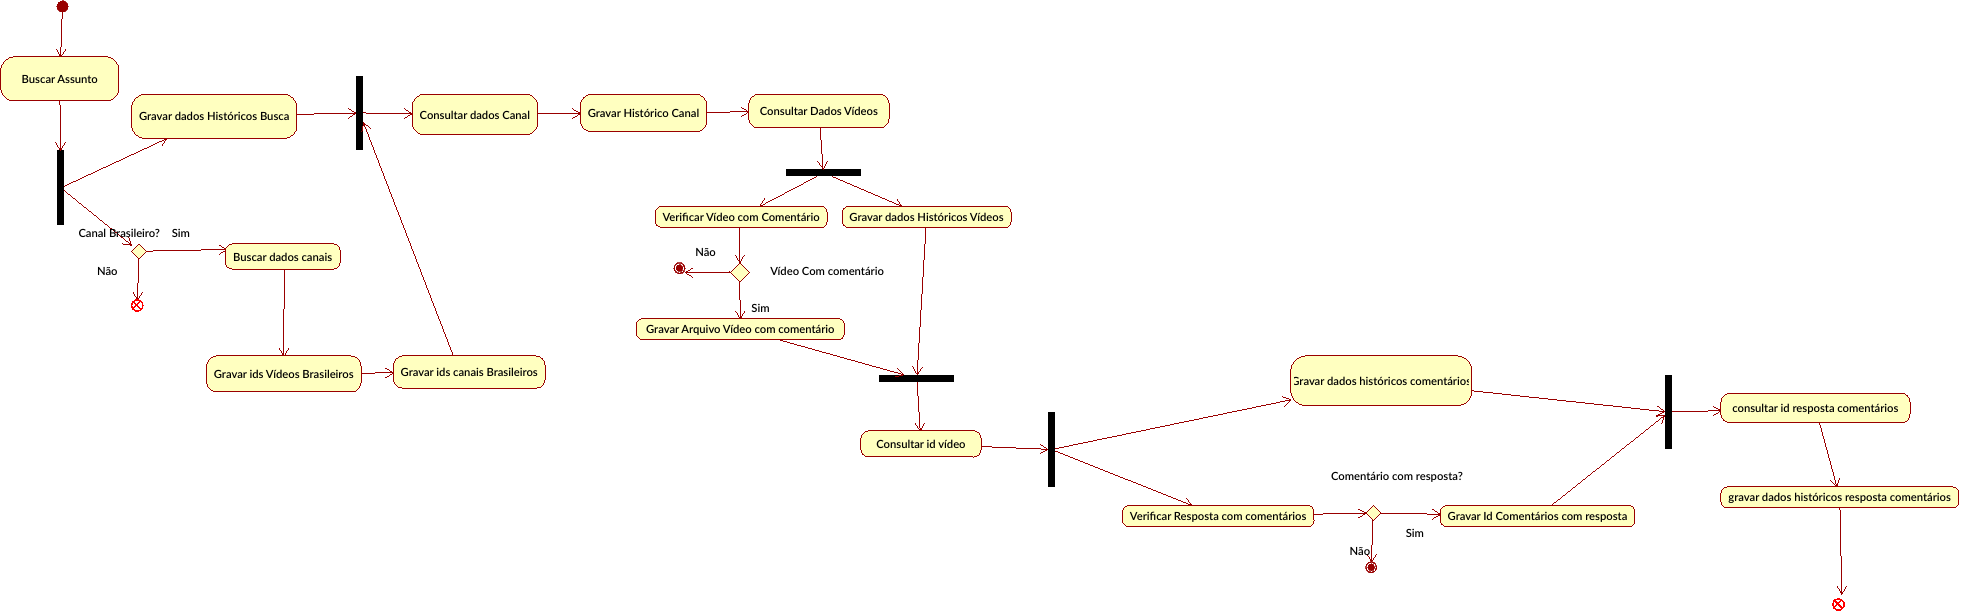 Buscar Assunto
Gravar dados Históricos Busca
Consultar dados Canal
Gravar Histórico Canal
Consultar Dados Vídeos
Verificar Vídeo com Comentário
Gravar dados Históricos Vídeos
Canal Brasileiro?
Sim
Buscar dados canais
Não
Não
Vídeo Com comentário
Sim
Gravar Arquivo Vídeo com comentário
Gravar ids Vídeos Brasileiros
Gravar ids canais Brasileiros
Gravar dados históricos comentários
consultar id resposta comentários
Consultar id vídeo
Comentário com resposta?
gravar dados históricos resposta comentários
Verificar Resposta com comentários
Gravar Id Comentários com resposta
Sim
Não